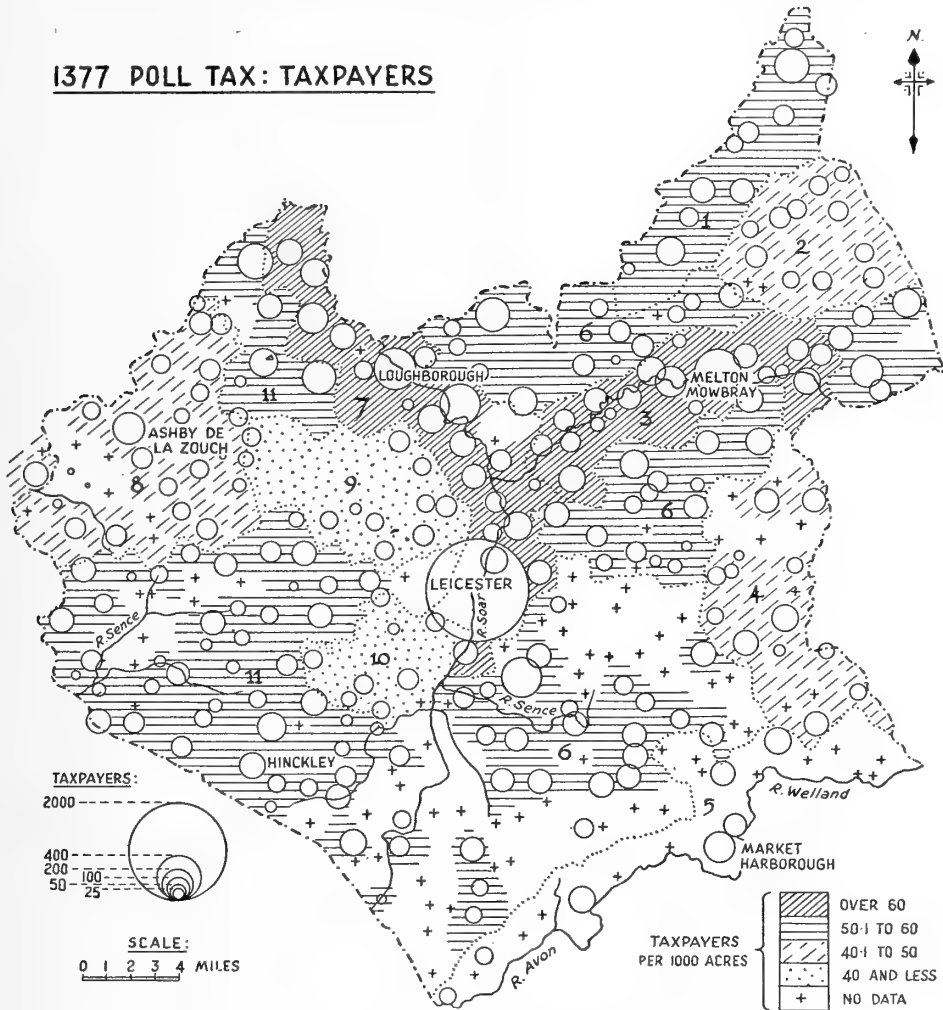 1377 POLL TAX: TAXPAYERS
N.
1
2
6
LOUGHBOROUGH
MELTON
MOWBRAY
11
7
3
ASHBY DE
LA ZOUCH
8
9
6
LEICESTER
R. Soar
4
R. Sence
10
11
R. Sence
6
HINCKLEY
5
R. Welland
MARKET
HARBOROUGH
R. Avon
TAXPAYERS:
2000
400
200
100
50
25
SCALE:
0 1 2 3 4 MILES
TAXPAYERS
PER 1000 ACRES
OVER 60
50·1 TO 60
40·1 TO 50
40 AND LESS
+ NO DATA